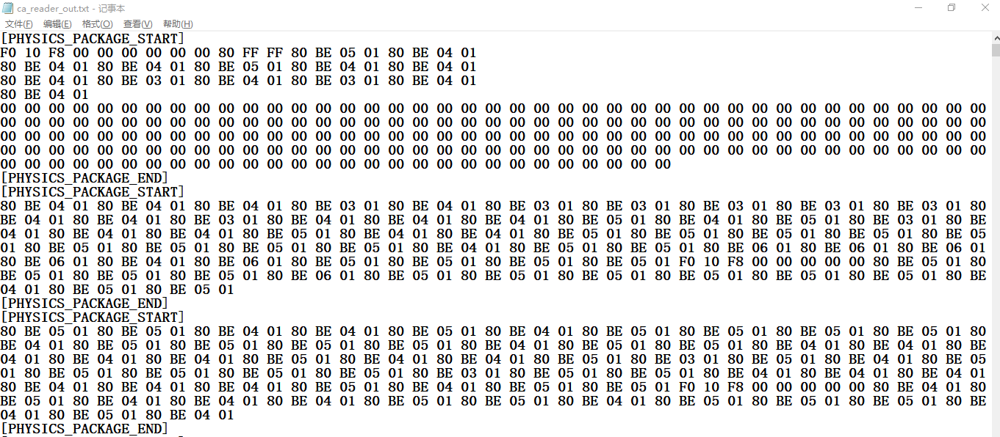 ca_reader_out.txt - 记事本
文件(F) 编辑(E) 格式(O) 查看(V) 帮助(H)
[PHYSICS_PACKAGE_START]
F0 10 F8 00 00 00 00 00 00 80 FF FF 80 BE 05 01 80 BE 04 01
80 BE 04 01 80 BE 04 01 80 BE 05 01 80 BE 04 01 80 BE 04 01
80 BE 04 01 80 BE 03 01 80 BE 04 01 80 BE 03 01 80 BE 04 01
80 BE 04 01
00 00 00 00 00 00 00 00 00 00 00 00 00 00 00 00 00 00 00 00 00 00 00 00 00 00 00 00 00 00 00 00 00 00 00 00 00 00 00 00 00
00 00 00 00 00 00 00 00 00 00 00 00 00 00 00 00 00 00 00 00 00 00 00 00 00 00 00 00 00 00 00 00 00 00 00 00 00 00 00 00 00
00 00 00 00 00 00 00 00 00 00 00 00 00 00 00 00 00 00 00 00 00 00 00 00 00 00 00 00 00 00 00 00 00 00 00 00 00 00 00 00 00
00 00 00 00 00 00 00 00 00 00 00 00 00 00 00 00 00 00 00 00 00 00 00 00 00 00 00 00 00 00 00 00 00 00 00 00 00 00 00 00 00
00 00 00 00 00 00 00 00 00 00 00 00 00 00 00 00 00 00 00 00 00 00 00 00 00 00 00 00
[PHYSICS_PACKAGE_END]
[PHYSICS_PACKAGE_START]
80 BE 04 01 80 BE 04 01 80 BE 04 01 80 BE 03 01 80 BE 04 01 80 BE 03 01 80 BE 03 01 80 BE 03 01 80 BE 03 01 80 BE 03 01 80
BE 04 01 80 BE 04 01 80 BE 03 01 80 BE 04 01 80 BE 04 01 80 BE 04 01 80 BE 05 01 80 BE 04 01 80 BE 05 01 80 BE 03 01 80 BE
04 01 80 BE 04 01 80 BE 04 01 80 BE 05 01 80 BE 04 01 80 BE 04 01 80 BE 05 01 80 BE 05 01 80 BE 05 01 80 BE 05 01 80 BE 05
01 80 BE 05 01 80 BE 05 01 80 BE 05 01 80 BE 05 01 80 BE 04 01 80 BE 05 01 80 BE 05 01 80 BE 06 01 80 BE 06 01 80 BE 06 01
80 BE 06 01 80 BE 04 01 80 BE 06 01 80 BE 05 01 80 BE 05 01 80 BE 05 01 80 BE 05 01 F0 10 F8 00 00 00 00 00 80 BE 05 01 80
BE 05 01 80 BE 05 01 80 BE 05 01 80 BE 06 01 80 BE 05 01 80 BE 05 01 80 BE 05 01 80 BE 05 01 80 BE 05 01 80 BE 05 01 80 BE
04 01 80 BE 05 01 80 BE 05 01
[PHYSICS_PACKAGE_END]
[PHYSICS_PACKAGE_START]
80 BE 05 01 80 BE 05 01 80 BE 04 01 80 BE 04 01 80 BE 05 01 80 BE 04 01 80 BE 05 01 80 BE 05 01 80 BE 05 01 80 BE 05 01 80
BE 04 01 80 BE 05 01 80 BE 05 01 80 BE 05 01 80 BE 05 01 80 BE 04 01 80 BE 05 01 80 BE 05 01 80 BE 04 01 80 BE 04 01 80 BE
04 01 80 BE 04 01 80 BE 04 01 80 BE 05 01 80 BE 04 01 80 BE 04 01 80 BE 05 01 80 BE 03 01 80 BE 05 01 80 BE 04 01 80 BE 05
01 80 BE 05 01 80 BE 05 01 80 BE 05 01 80 BE 05 01 80 BE 03 01 80 BE 05 01 80 BE 05 01 80 BE 04 01 80 BE 04 01 80 BE 04 01
80 BE 04 01 80 BE 04 01 80 BE 04 01 80 BE 05 01 80 BE 04 01 80 BE 05 01 80 BE 05 01 F0 10 F8 00 00 00 00 00 80 BE 04 01 80
BE 05 01 80 BE 04 01 80 BE 04 01 80 BE 04 01 80 BE 05 01 80 BE 05 01 80 BE 04 01 80 BE 05 01 80 BE 05 01 80 BE 05 01 80 BE
04 01 80 BE 05 01 80 BE 04 01
[PHYSICS_PACKAGE_END]